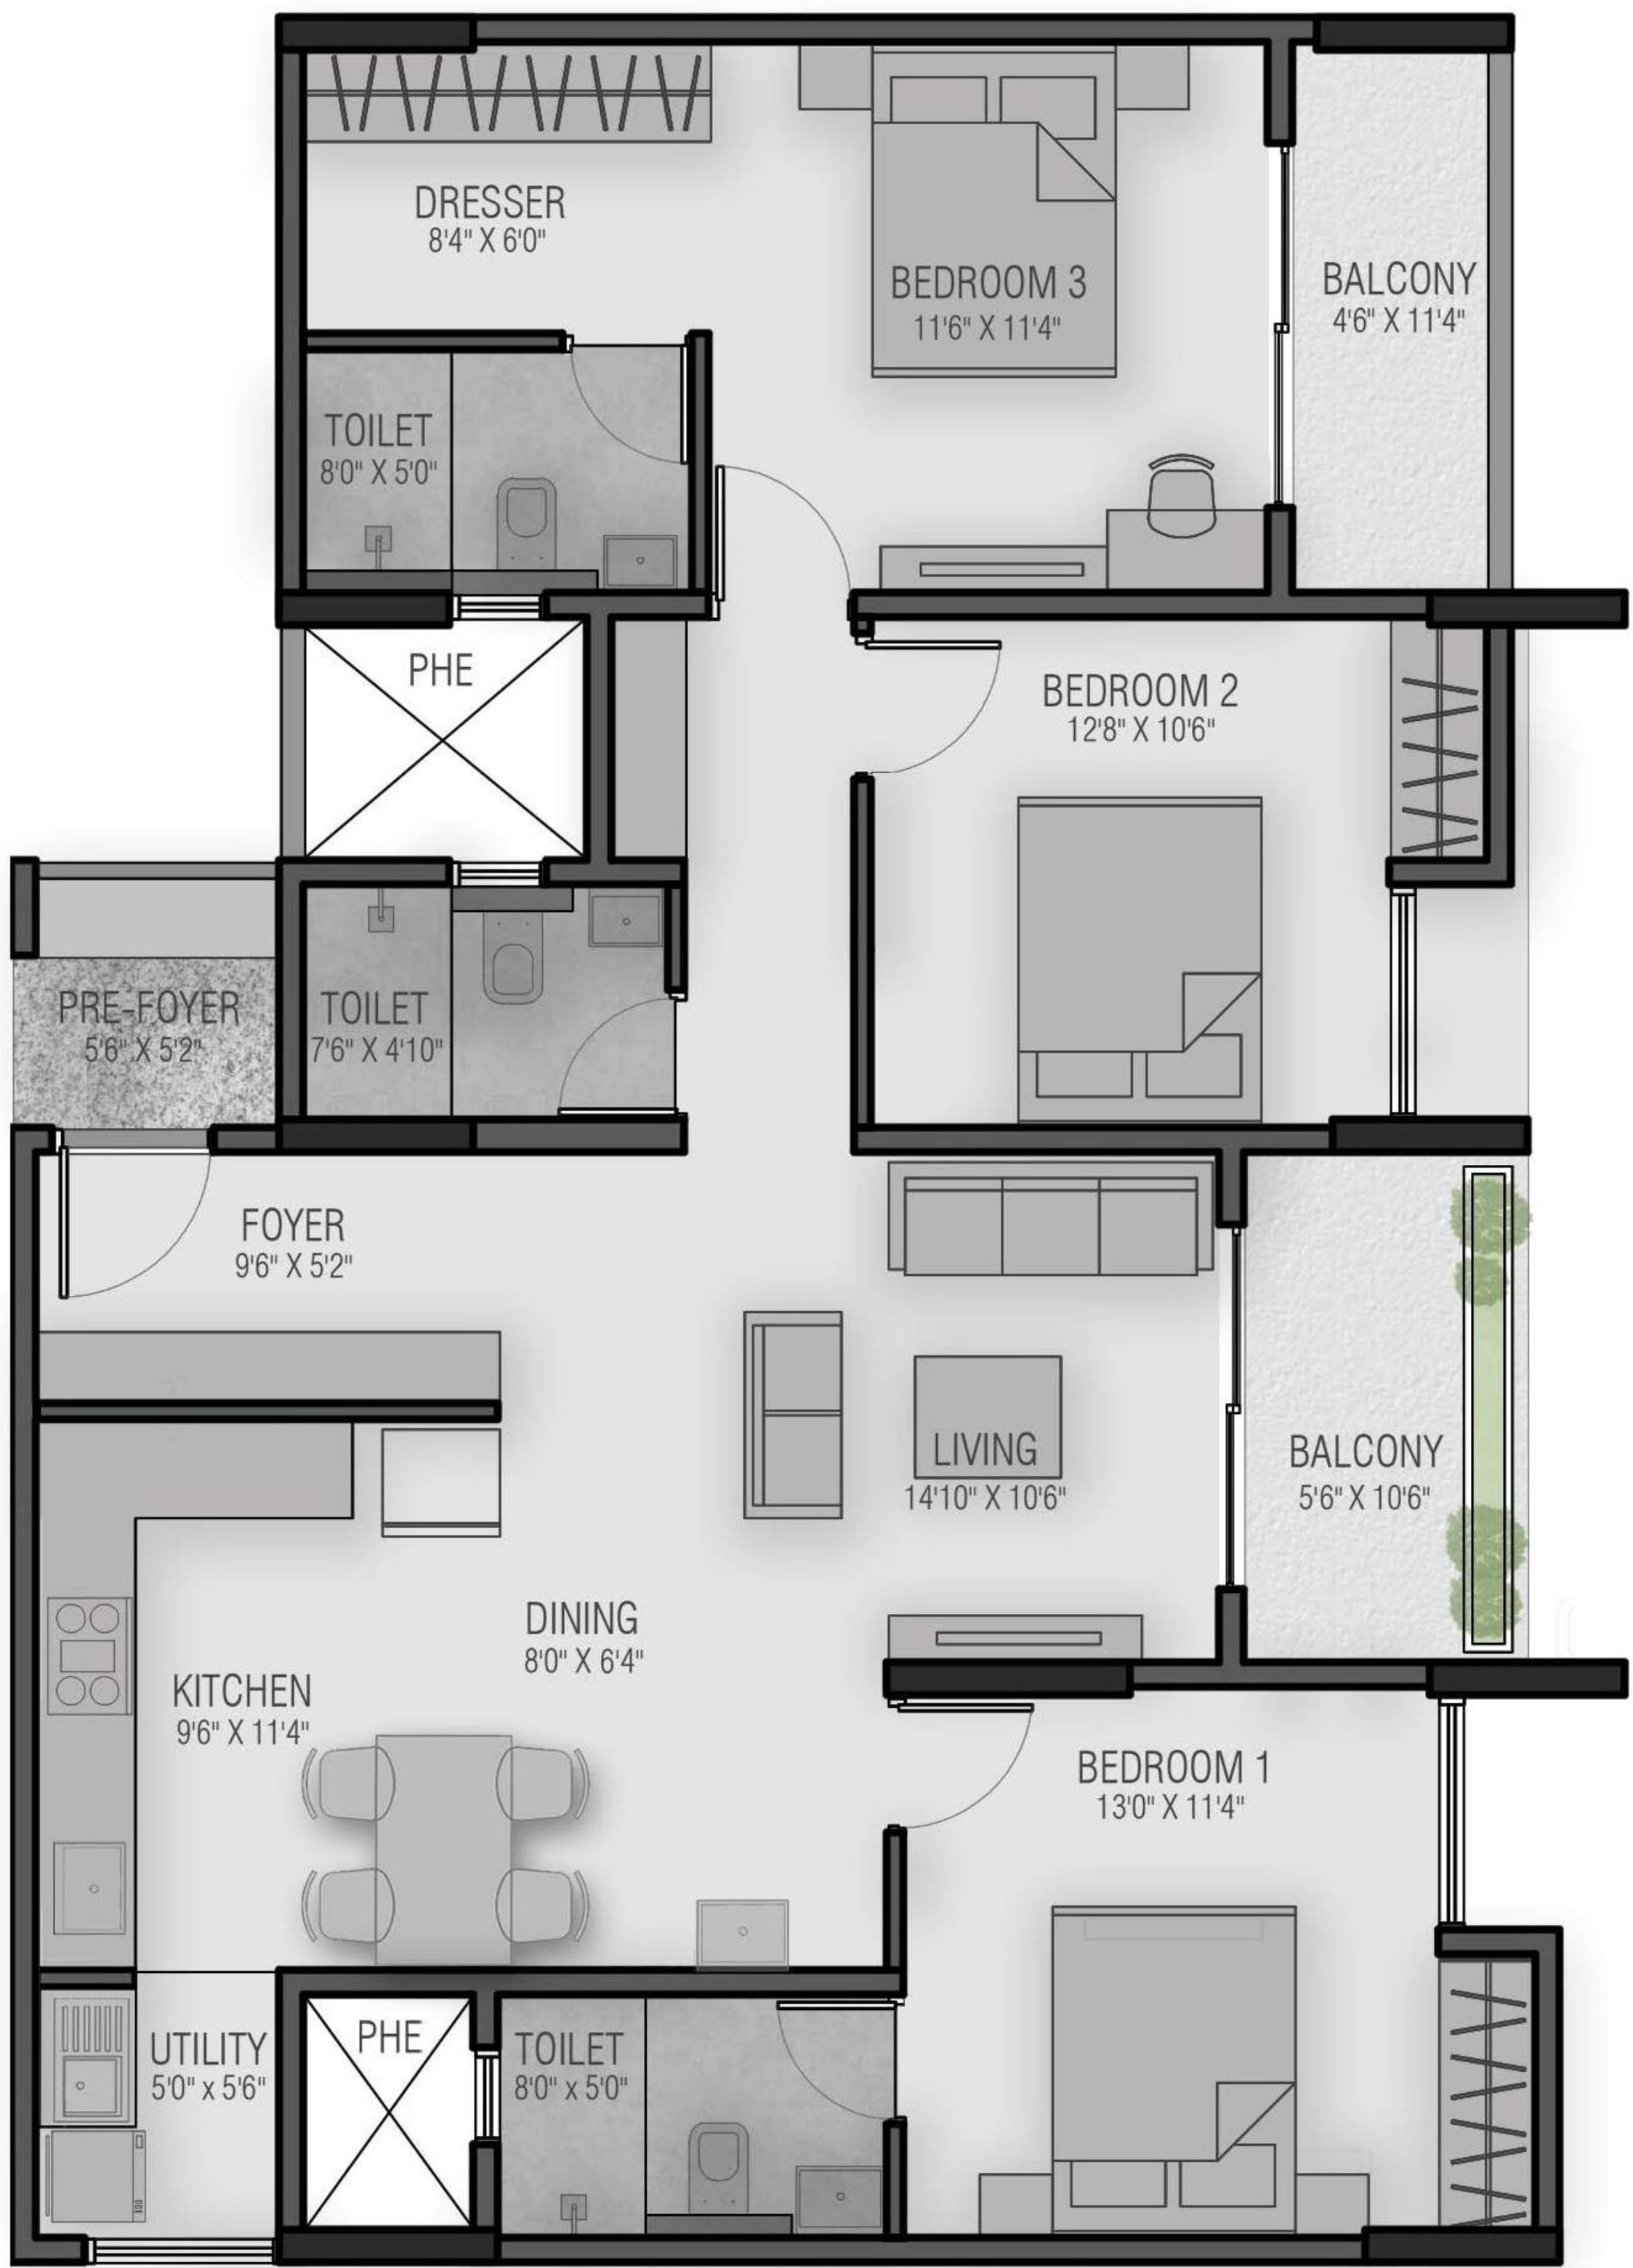 DRESSER
8'4" X 6'0"
BEDROOM 3
11'6" X 11'4"
BALCONY
4'6" X 11'4"
TOILET
8'0" X 5'0"
PHE
BEDROOM 2
12'8" X 10'6"
PRE-FOYER
5'6" X 5'2"
TOILET
7'6" X 4'10"
FOYER
9'6" X 5'2"
LIVING
14'10" X 10'6"
BALCONY
5'6" X 10'6"
DINING
8'0" X 6'4"
KITCHEN
9'6" X 11'4"
BEDROOM 1
13'0" X 11'4"
UTILITY
5'0" x 5'6"
PHE
TOILET
8'0" x 5'0"